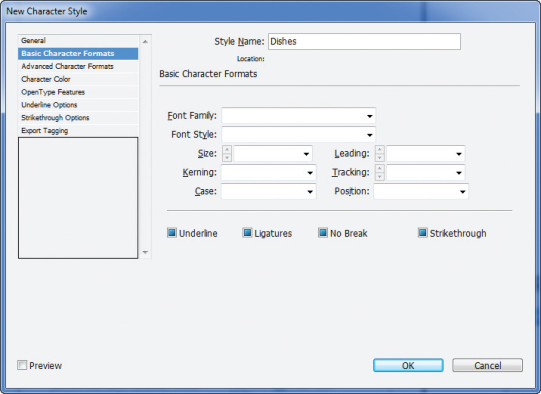 New Character Style
General
Basic Character Formats
Advanced Character Formats
Character Color
OpenType Features
Underline Options
Strikethrough Options
Export Tagging
Style Name: Dishes
Location:
Basic Character Formats
Font Family:
Font Style:
Size: Leading:
Kerning: Tracking:
Case: Position:
Underline Ligatures No Break Strikethrough
Preview OK Cancel